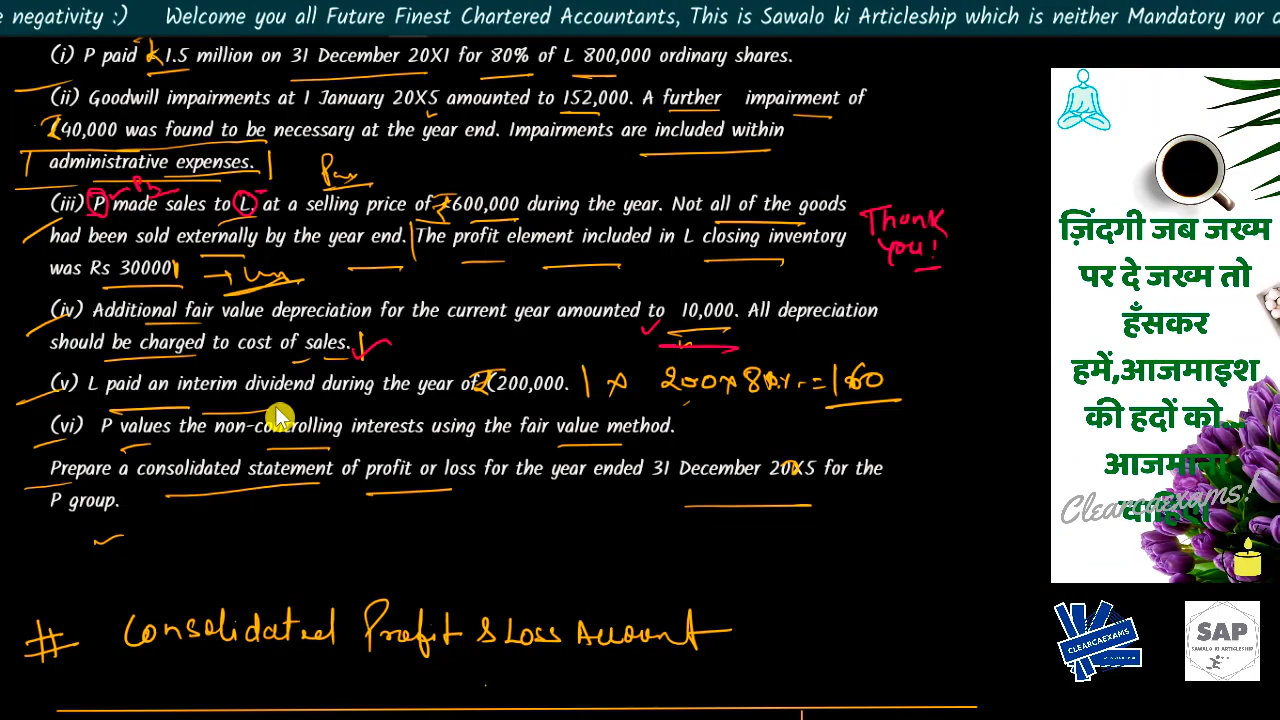 e negativity :) Welcome you all Future Finest Chartered Accountants, This is Sawalo ki Articleship which is neither Mandatory nor
(i) P paid ₹1.5 million on 31 December 20X1 for 80% of L 800,000 ordinary shares.
(ii) Goodwill impairments at 1 January 20X5 amounted to 152,000. A further impairment of
₹40,000 was found to be necessary at the year end. Impairments are included within
administrative expenses.
(iii) P made sales to L, at a selling price of ₹600,000 during the year. Not all of the goods
had been sold externally by the year end. The profit element included in L closing inventory
was Rs 30000
(iv) Additional fair value depreciation for the current year amounted to 10,000. All depreciation
should be charged to cost of sales.
(v) L paid an interim dividend during the year of ₹200,000. 200x80%=160
(vi) P values the non-controlling interests using the fair value method.
Prepare a consolidated statement of profit or loss for the year ended 31 December 20X5 for the
P group.
# Consolidated Profit & Loss Account
Thank
you!
ज़िंदगी जब जख्म
पर दे जख्म तो
हँसकर
हमें,आजमाइश
की हदों को...
आजमाना
चाहिए।
Clearcaexams!
CLEARCAEXAMS
SAP
SAWALO KI ARTICLESHIP